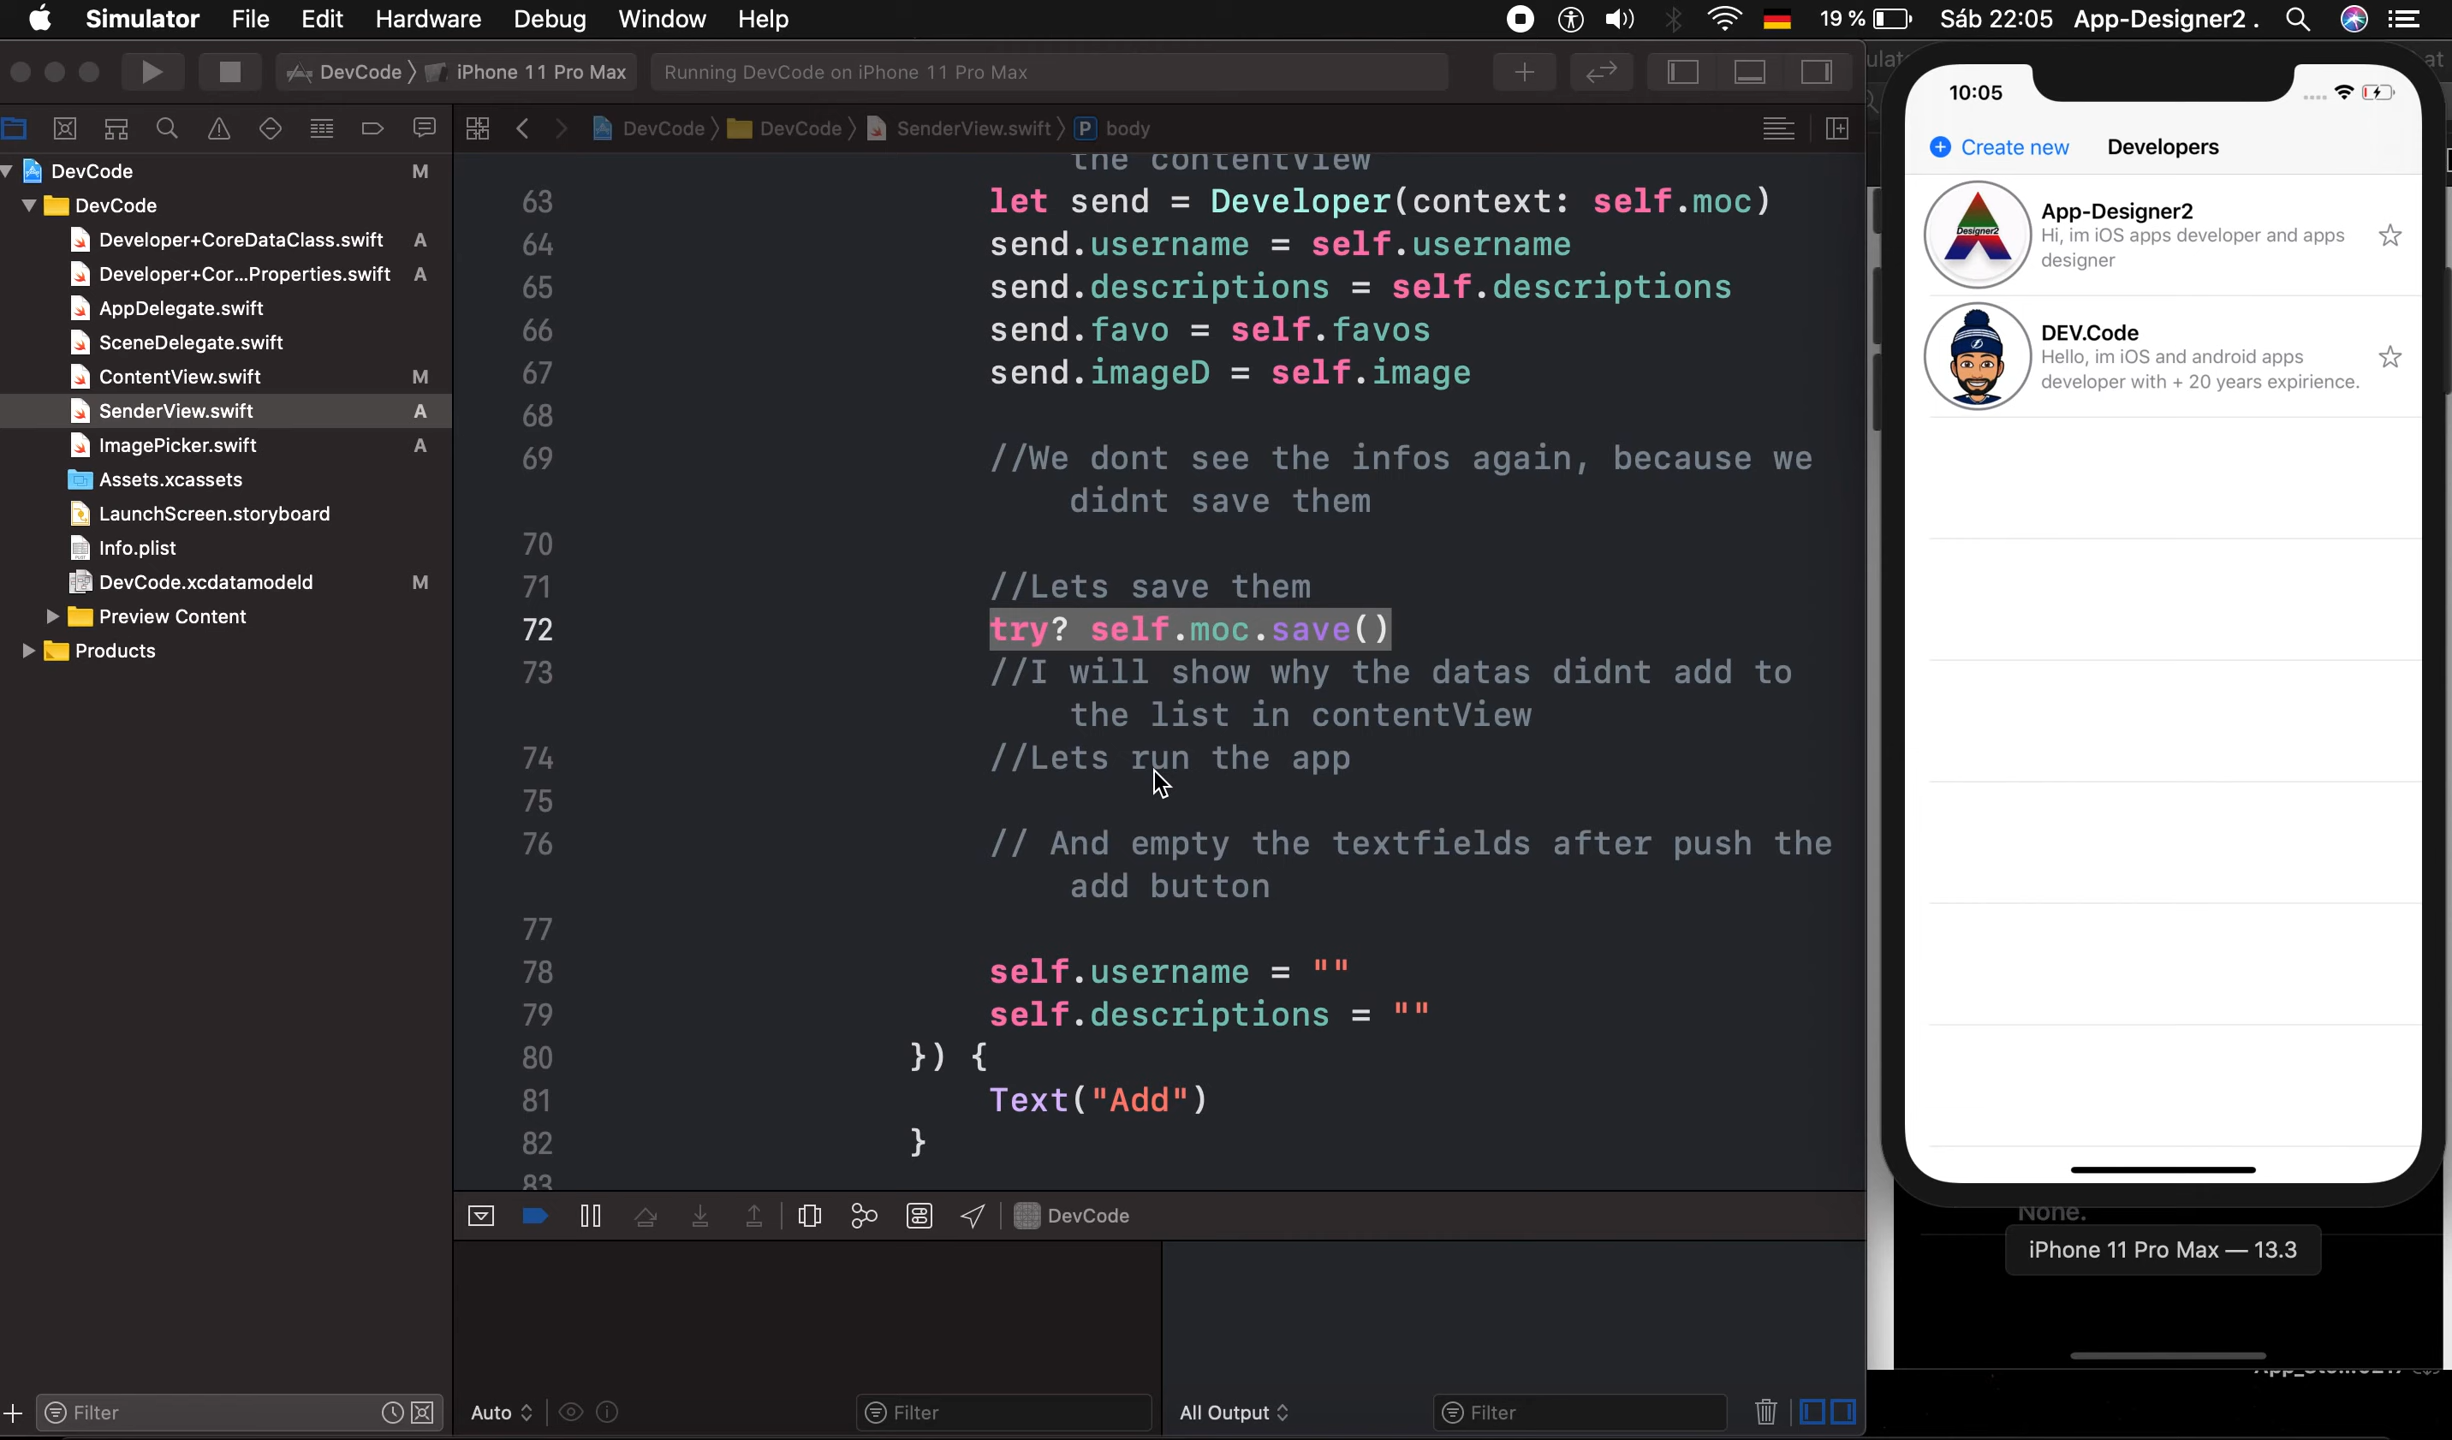 Simulator File Edit Hardware Debug Window Help 19 % Sáb 22:05 App-Designer2 .
DevCode iPhone 11 Pro Max Running DevCode on iPhone 11 Pro Max
DevCode DevCode SenderView.swift P body
DevCode M
DevCode
Developer+CoreDataClass.swift A
Developer+Cor...Properties.swift A
AppDelegate.swift
SceneDelegate.swift
ContentView.swift M
SenderView.swift A
ImagePicker.swift A
Assets.xcassets
LaunchScreen.storyboard
Info.plist
DevCode.xcdatamodeld M
Preview Content
Products
Filter
the contentView
63 let send = Developer(context: self.moc)
64 send.username = self.username
65 send.descriptions = self.descriptions
66 send.favo = self.favos
67 send.imageD = self.image
68
69 //We dont see the infos again, because we
didnt save them
70
71 //Lets save them
72 try? self.moc.save()
73 //I will show why the datas didnt add to
the list in contentView
74 //Lets run the app
75
76 // And empty the textfields after push the
add button
77
78 self.username = ""
79 self.descriptions = ""
80 }) {
81 Text("Add")
82 }
83
DevCode
Auto Filter All Output Filter
10:05
Create new Developers
Designer2
App-Designer2
Hi, im iOS apps developer and apps
designer
DEV.Code
Hello, im iOS and android apps
developer with + 20 years expirience.
None.
iPhone 11 Pro Max — 13.3